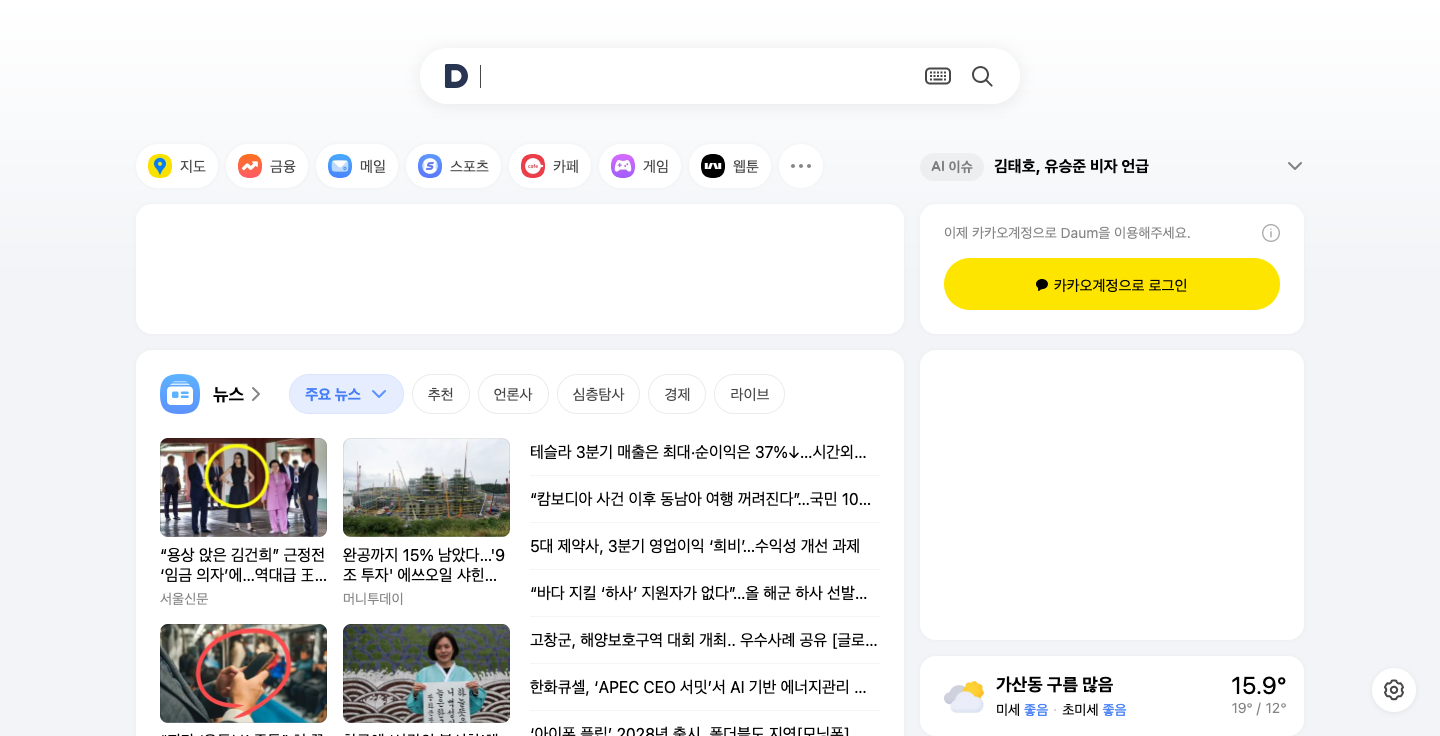 D
지도
금융
메일
스포츠
cafe
카페
게임
웹툰
AI 이슈
김태호, 유승준 비자 언급
이제 카카오계정으로 Daum을 이용해주세요.
카카오계정으로 로그인
뉴스
주요 뉴스
추천
언론사
심층탐사
경제
라이브
“용상 앉은 김건희” 근정전
‘임금 의자’에…역대급 王…
서울신문
완공까지 15% 남았다…'9
조 투자' 에쓰오일 샤힌…
머니투데이
테슬라 3분기 매출은 최대·순이익은 37%↓…시간외…
“캄보디아 사건 이후 동남아 여행 꺼려진다”…국민 10…
5대 제약사, 3분기 영업이익 ‘희비’…수익성 개선 과제
“바다 지킬 ‘하사’ 지원자가 없다”…올 해군 하사 선발…
고창군, 해양보호구역 대회 개최.. 우수사례 공유 [글로…
한화큐셀, ‘APEC CEO 서밋’서 AI 기반 에너지관리 …
‘아이폰 플립’ 2028년 출시, 폴더블도 지연[모닝폰]
가산동 구름 많음
미세 좋음 · 초미세 좋음
15.9°
19° / 12°